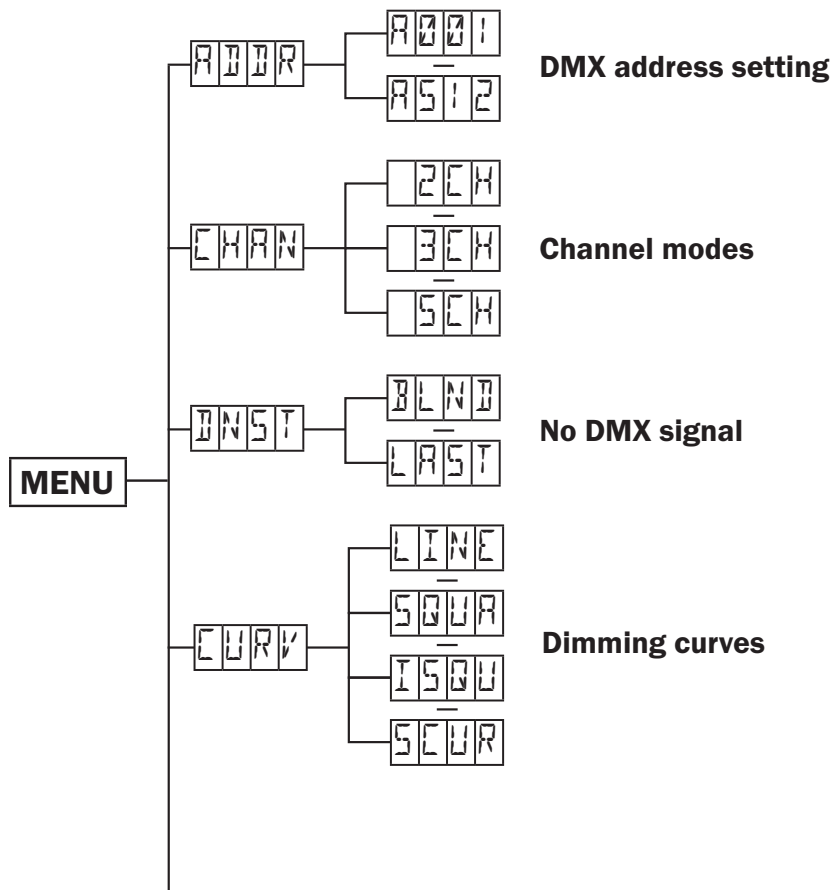 A001
ADDR
DMX address setting
A512
2CH
CHAN
3CH
Channel modes
5CH
BLND
DNST
No DMX signal
LAST
MENU
LINE
SQUA
CURV
Dimming curves
ISQU
SCUR